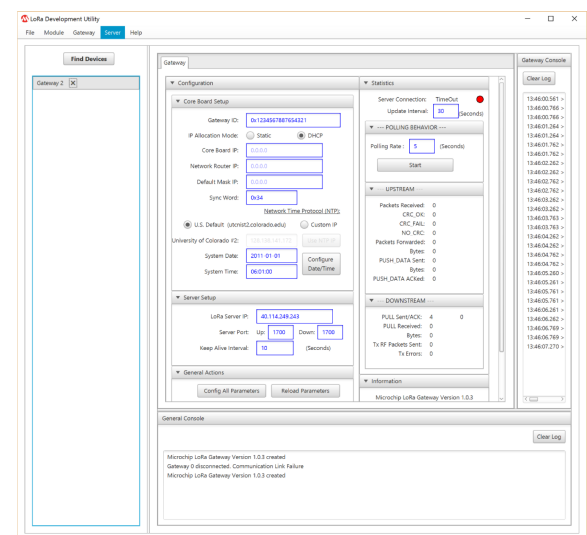 LoRa Development Utility
File Module Gateway Server Help
Find Devices
Gateway 2
Gateway
Configuration
Core Board Setup
Gateway ID: 0x1234567887654321
IP Allocation Mode: Static DHCP
Core Board IP: 0.0.0.0
Network Router IP: 0.0.0.0
Default Mask IP: 0.0.0.0
Sync Word: 0x34
Network Time Protocol (NTP):
U.S. Default (utcnist2.colorado.edu) Custom IP
University of Colorado #2:
System Date: 2011-01-01
System Time: 06:01:00
Configure
Date/Time
Server Setup
LoRa Server IP: 40.114.249.243
Server Port: Up: 1700 Down: 1700
Keep Alive Interval: 10 (Seconds)
General Actions
Config All Parameters Reload Parameters
Statistics
Server Connection: TimeOut
Update Interval: 30 (Seconds)
--- POLLING BEHAVIOR ---
Polling Rate : 5 (Seconds)
Start
--- UPSTREAM ---
Packets Received: 0
CRC_OK: 0
CRC_FAIL: 0
NO_CRC: 0
Packets Forwarded: 0
Bytes: 0
PUSH_DATA Sent: 0
Bytes: 0
PUSH_DATA ACKed: 0
--- DOWNSTREAM ---
PULL Sent/ACK: 4 0
PULL Received: 0
Bytes: 0
Tx RF Packets Sent: 0
Tx Errors: 0
Information
Microchip LoRa Gateway Version 1.0.3
Gateway Console
Clear Log
13:46:00.561 >
13:46:00.766 >
13:46:00.766 >
13:46:01.264 >
13:46:01.264 >
13:46:01.762 >
13:46:01.762 >
13:46:02.262 >
13:46:02.262 >
13:46:02.762 >
13:46:02.762 >
13:46:03.262 >
13:46:03.262 >
13:46:03.763 >
13:46:03.763 >
13:46:04.262 >
13:46:04.262 >
13:46:04.762 >
13:46:04.762 >
13:46:05.260 >
13:46:05.261 >
13:46:05.761 >
13:46:05.761 >
13:46:06.261 >
13:46:06.262 >
13:46:06.769 >
13:46:06.769 >
13:46:07.270 >
General Console
Clear Log
Microchip LoRa Gateway Version 1.0.3 created
Gateway 0 disconnected. Communication Link Failure
Microchip LoRa Gateway Version 1.0.3 created